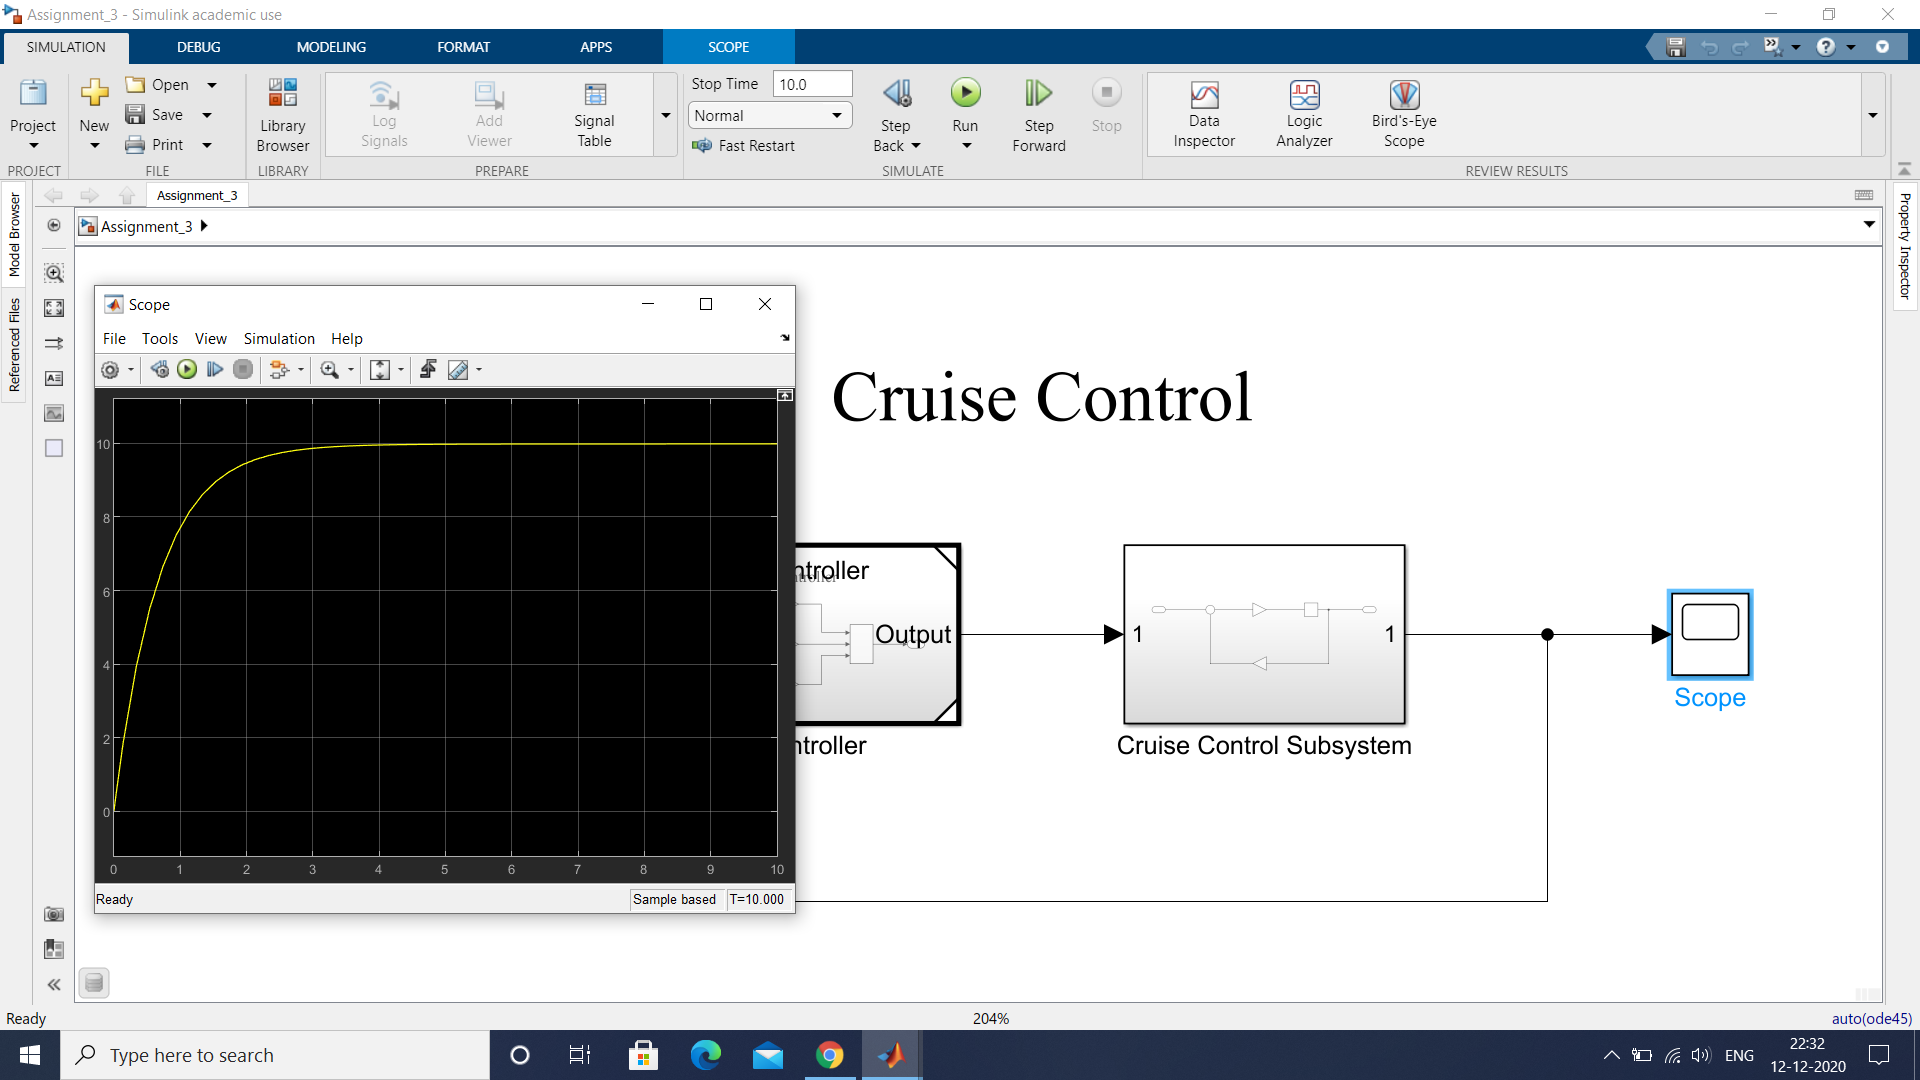 Assignment_3 - Simulink academic use
SIMULATION DEBUG MODELING FORMAT APPS SCOPE
Project
New
Open
Save
Print
Library Browser
Log Signals
Add Viewer
Signal Table
Stop Time 10.0
Normal
Fast Restart
Step Back
Run
Step Forward
Stop
Data Inspector
Logic Analyzer
Bird's-Eye Scope
PROJECT FILE LIBRARY PREPARE SIMULATE REVIEW RESULTS
Model Browser
Referenced Files
Property Inspector
Assignment_3
Assignment_3
Scope
File Tools View Simulation Help
10
8
6
4
2
0
0 1 2 3 4 5 6 7 8 9 10
Ready Sample based T=10.000
Cruise Control
ntroller
Output
ntroller
1 1
Cruise Control Subsystem
Scope
Ready 204% auto(ode45)
Type here to search
ENG
22:32
12-12-2020